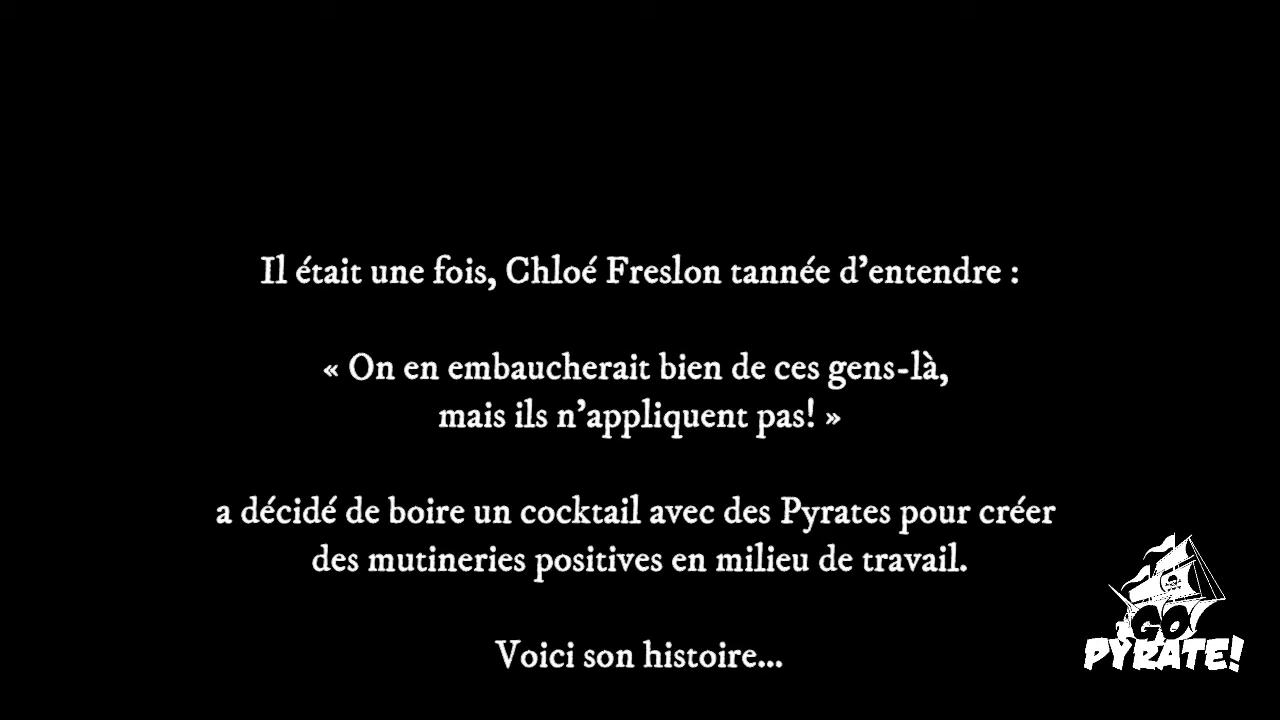 Il était une fois, Chloé Freslon tannée d’entendre :
« On en embaucherait bien de ces gens-là,
mais ils n’appliquent pas! »
a décidé de boire un cocktail avec des Pyrates pour créer
des mutineries positives en milieu de travail.
Voici son histoire...
GO
PYRATE!